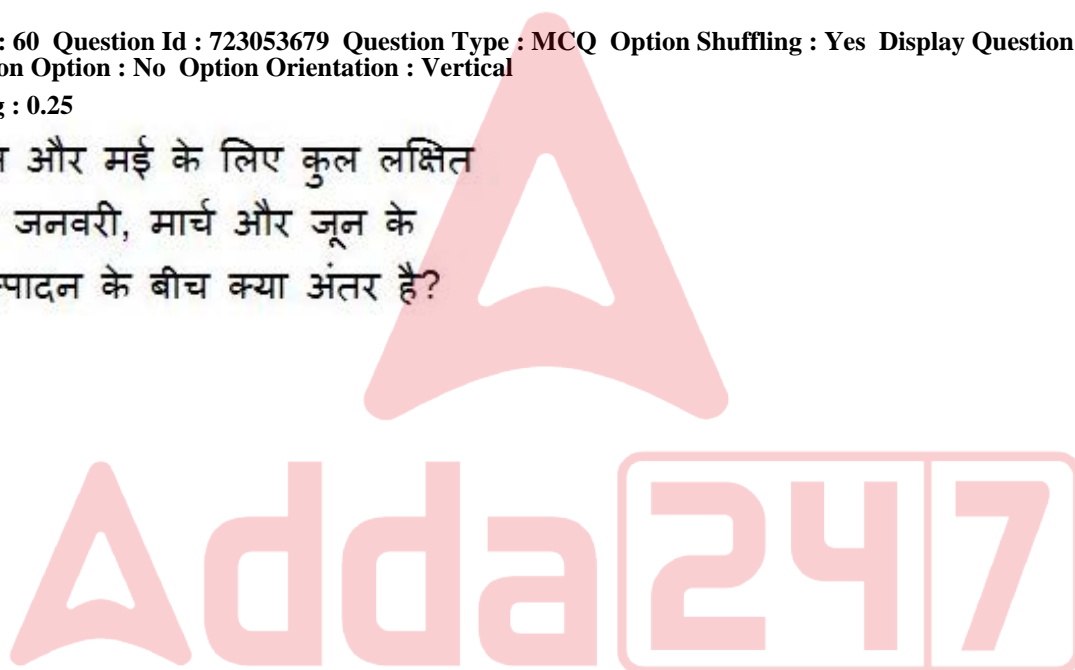 : 60 Question Id : 723053679 Question Type : MCQ Option Shuffling : Yes Display Question
on Option : No Option Orientation : Vertical
: 0.25
और मई के लिए कुल लक्षित
जनवरी, मार्च और जून के
के बीच क्या अंतर है?
Adda247